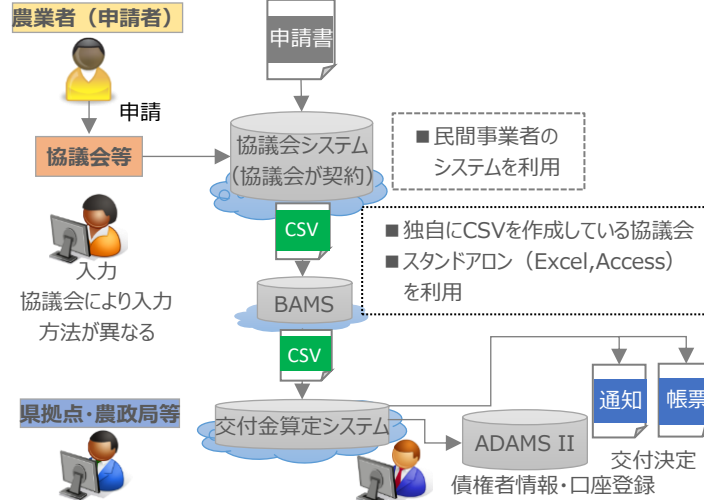 農業者（申請者）
申請書
申請
協議会等
協議会システム
(協議会が契約)
■民間事業者の
システムを利用
CSV
■独自にCSVを作成している協議会
■スタンドアロン（Excel,Access）
を利用
入力
協議会により入力
方法が異なる
BAMS
CSV
県拠点・農政局等
交付金算定システム
通知
帳票
ADAMS II
交付決定
債権者情報・口座登録